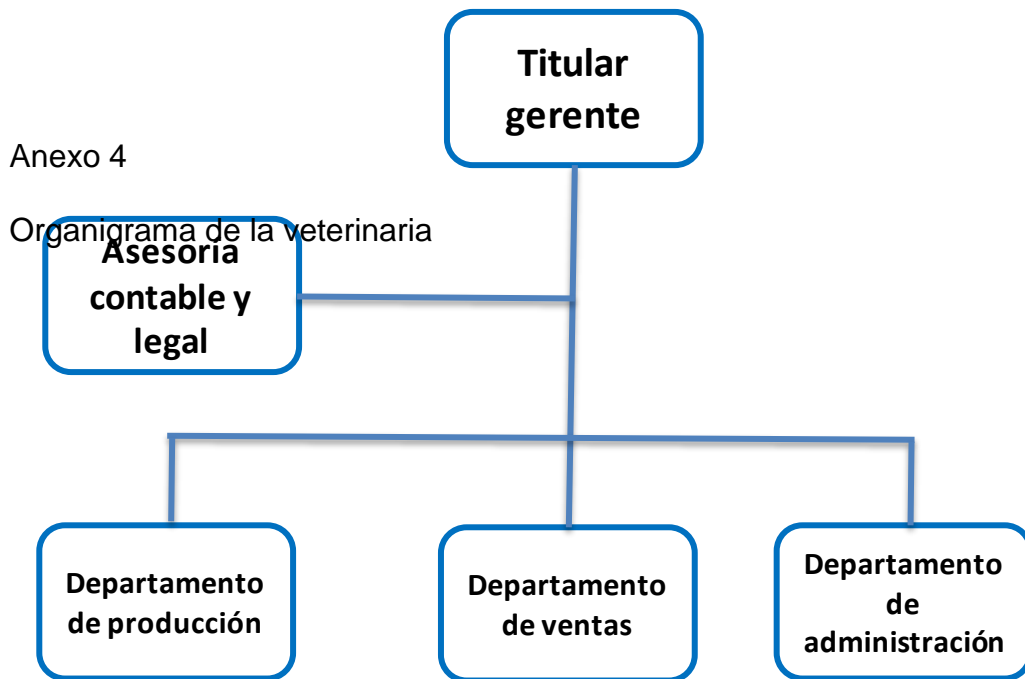 Titular
gerente
Anexo 4
Organigrama de la veterinaria
Asesoría
contable y
legal
Departamento
de producción
Departamento
de ventas
Departamento
de
administración